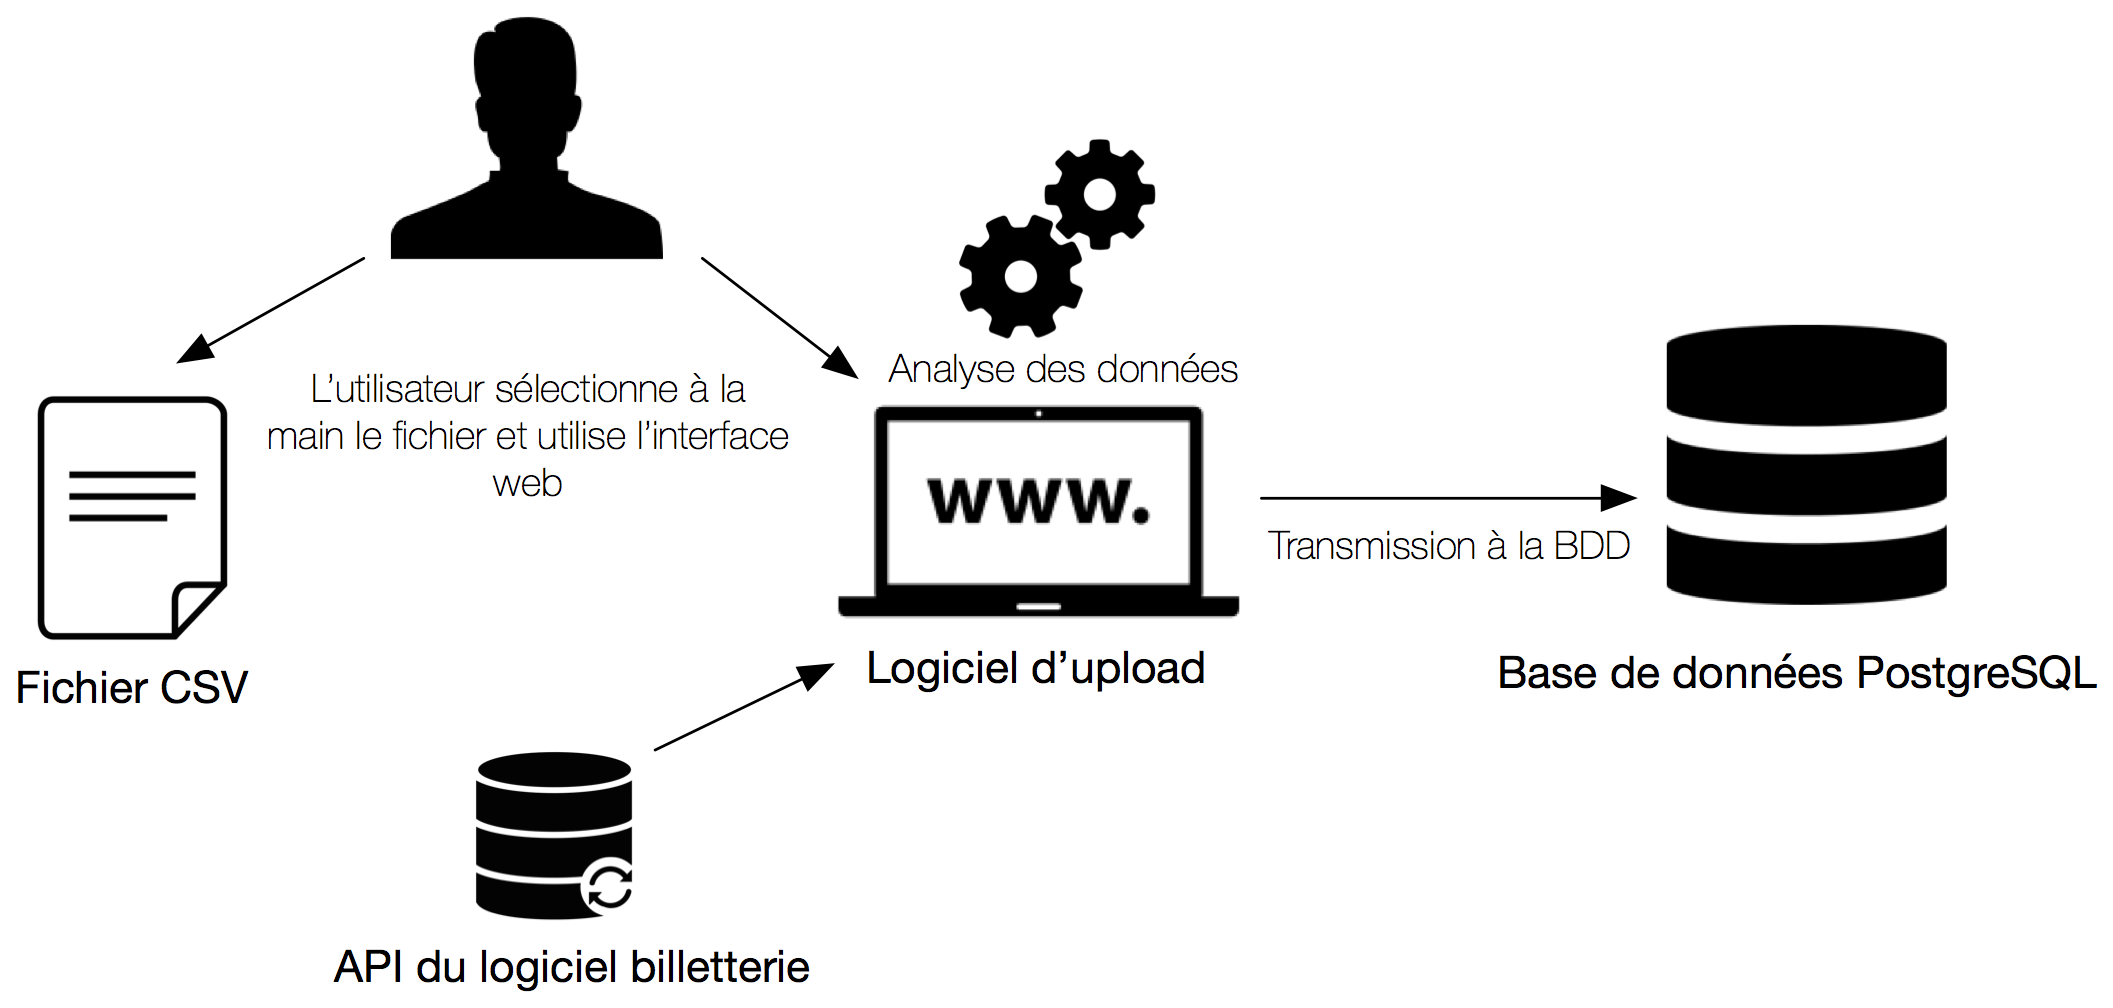 Analyse des données
L’utilisateur sélectionne à la
main le fichier et utilise l’interface
web
www.
Transmission à la BDD
Logiciel d’upload
Base de données PostgreSQL
Fichier CSV
API du logiciel billetterie